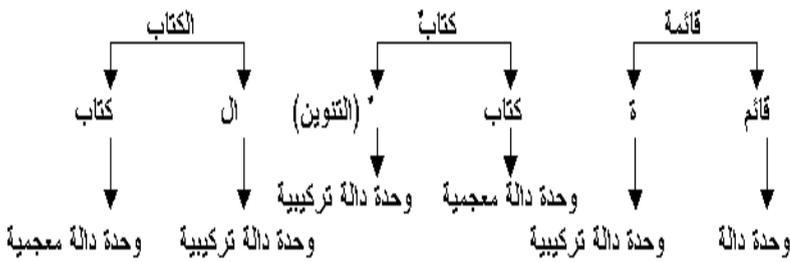 قائمة كتابٌ الكتاب
قائم ة كتاب ٌ (التنوين) ال كتاب
وحدة دالة معجمية وحدة دالة تركيبية
وحدة دالة وحدة دالة تركيبية وحدة دالة تركيبية وحدة دالة معجمية